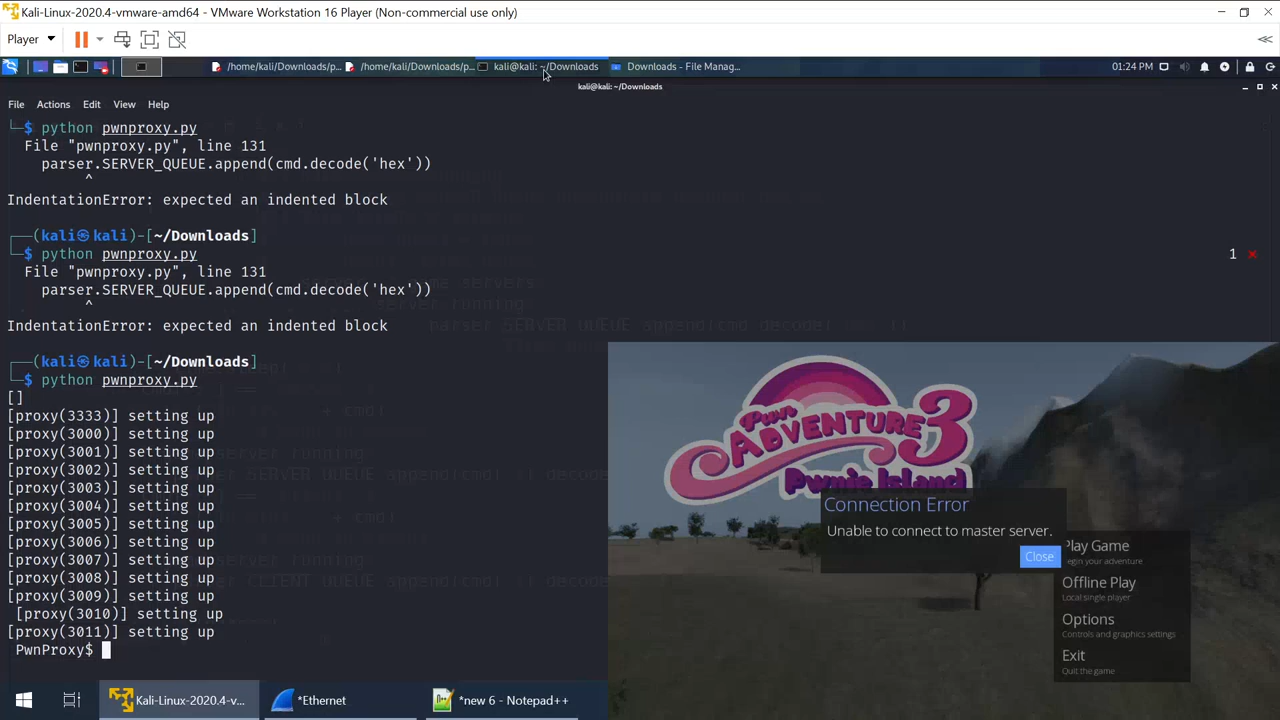 Kali-Linux-2020.4-vmware-amd64 - VMware Workstation 16 Player (Non-commercial use only)
Player
/home/kali/Downloads/p...
/home/kali/Downloads/p...
kali@kali: ~/Downloads
Downloads - File Manag...
01:24 PM
kali@kali: ~/Downloads
File Actions Edit View Help
└─$ python pwnproxy.py
File "pwnproxy.py", line 131
parser.SERVER_QUEUE.append(cmd.decode('hex'))
^
IndentationError: expected an indented block
┌──(kali㉿kali)-[~/Downloads]
└─$ python pwnproxy.py
1 ×
File "pwnproxy.py", line 131
parser.SERVER_QUEUE.append(cmd.decode('hex'))
^
IndentationError: expected an indented block
┌──(kali㉿kali)-[~/Downloads]
└─$ python pwnproxy.py
[]
[proxy(3333)] setting up
[proxy(3000)] setting up
[proxy(3001)] setting up
[proxy(3002)] setting up
[proxy(3003)] setting up
[proxy(3004)] setting up
[proxy(3005)] setting up
[proxy(3006)] setting up
[proxy(3007)] setting up
[proxy(3008)] setting up
[proxy(3009)] setting up
[proxy(3010)] setting up
[proxy(3011)] setting up
PwnProxy$
Pwn
Adventure 3
Pwnie Island
Connection Error
Unable to connect to master server.
Close
Play Game
Begin your adventure
Offline Play
Local single player
Options
Controls and graphics settings
Exit
Quit the game
Kali-Linux-2020.4-v...
*Ethernet
*new 6 - Notepad++